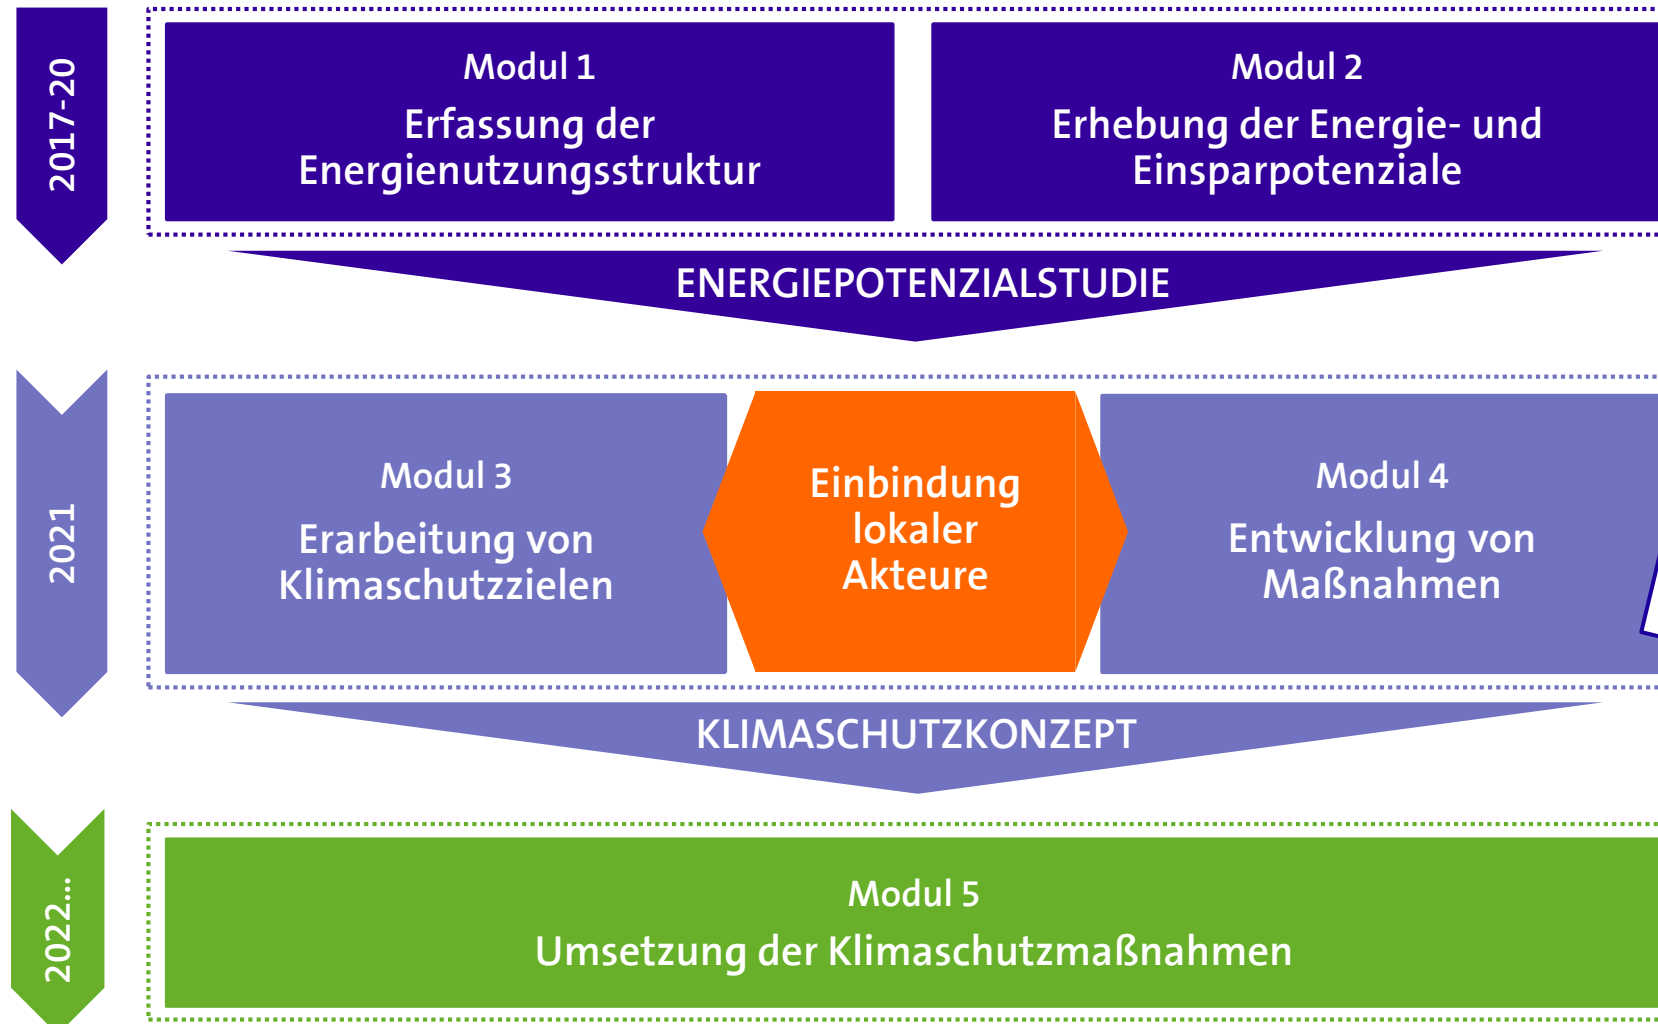 2017-20
Modul 1
Erfassung der
Energienutzungsstruktur
Modul 2
Erhebung der Energie- und
Einsparpotenziale
ENERGIEPOTENZIALSTUDIE
2021
Modul 3
Erarbeitung von
Klimaschutzzielen
Einbindung
lokaler
Akteure
Modul 4
Entwicklung von
Maßnahmen
KLIMASCHUTZKONZEPT
2022...
Modul 5
Umsetzung der Klimaschutzmaßnahmen